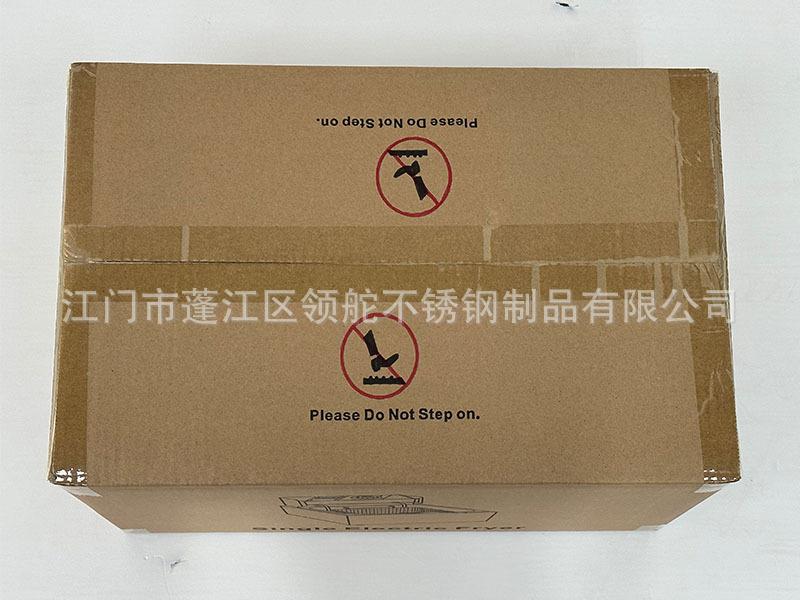 Please Do Not Step on.
江门市蓬江区领舵不锈钢制品有限公司
Please Do Not Step on.
Single Electric Fryer